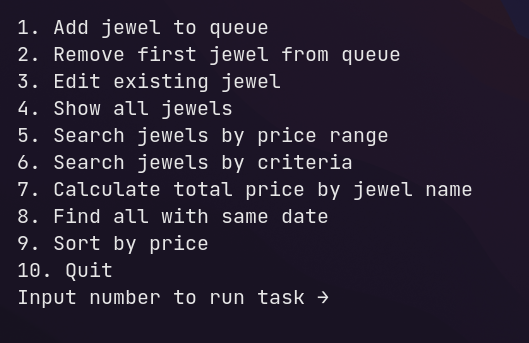 1. Add jewel to queue
2. Remove first jewel from queue
3. Edit existing jewel
4. Show all jewels
5. Search jewels by price range
6. Search jewels by criteria
7. Calculate total price by jewel name
8. Find all with same date
9. Sort by price
10. Quit
Input number to run task →